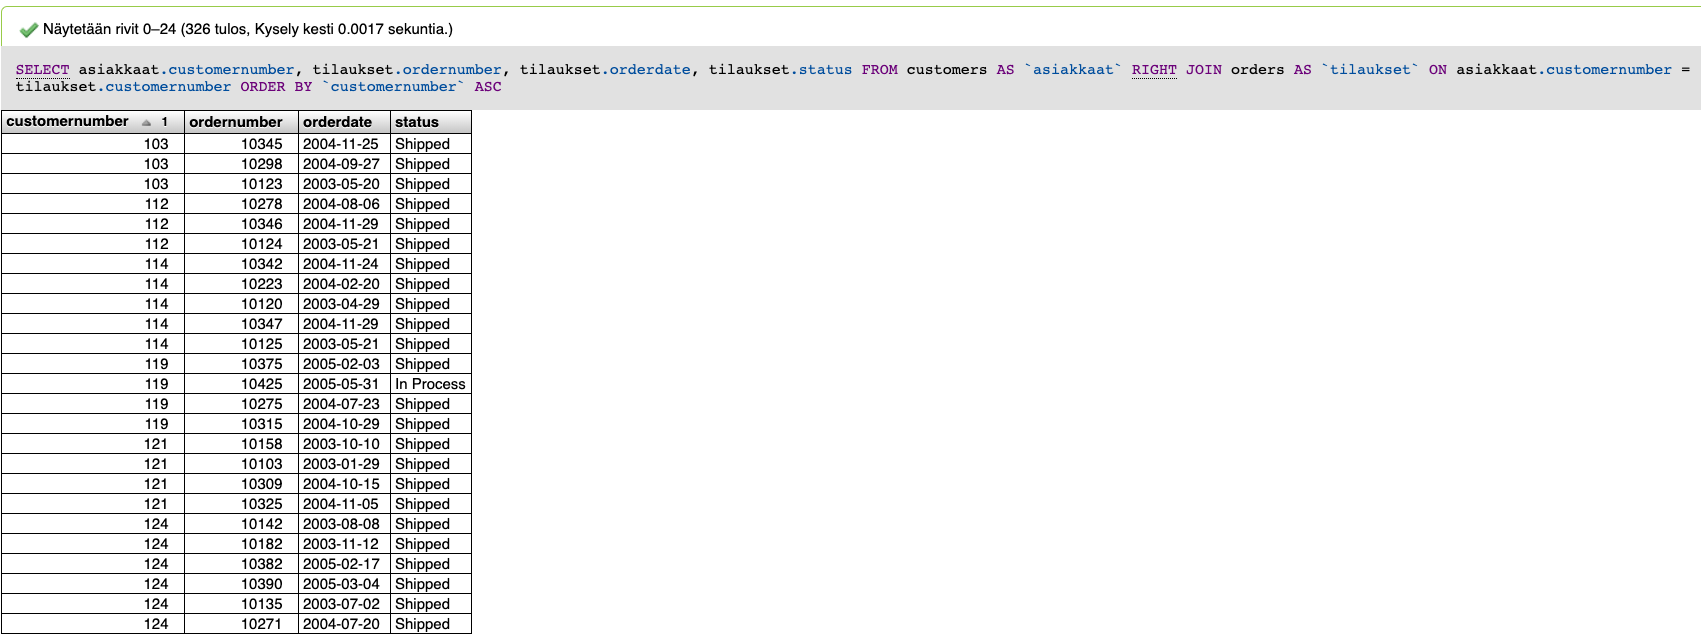 Näytetään rivit 0–24 (326 tulos, Kysely kesti 0.0017 sekuntia.)
SELECT asiakkaat.customernumber, tilaukset.ordernumber, tilaukset.orderdate, tilaukset.status FROM customers AS `asiakkaat` RIGHT JOIN orders AS `tilaukset` ON asiakkaat.customernumber =
tilaukset.customernumber ORDER BY `customernumber` ASC
customernumber 1 ordernumber orderdate status
103 10345 2004-11-25 Shipped
103 10298 2004-09-27 Shipped
103 10123 2003-05-20 Shipped
112 10278 2004-08-06 Shipped
112 10346 2004-11-29 Shipped
112 10124 2003-05-21 Shipped
114 10342 2004-11-24 Shipped
114 10223 2004-02-20 Shipped
114 10120 2003-04-29 Shipped
114 10347 2004-11-29 Shipped
114 10125 2003-05-21 Shipped
119 10375 2005-02-03 Shipped
119 10425 2005-05-31 In Process
119 10275 2004-07-23 Shipped
119 10315 2004-10-29 Shipped
121 10158 2003-10-10 Shipped
121 10103 2003-01-29 Shipped
121 10309 2004-10-15 Shipped
121 10325 2004-11-05 Shipped
124 10142 2003-08-08 Shipped
124 10182 2003-11-12 Shipped
124 10382 2005-02-17 Shipped
124 10390 2005-03-04 Shipped
124 10135 2003-07-02 Shipped
124 10271 2004-07-20 Shipped